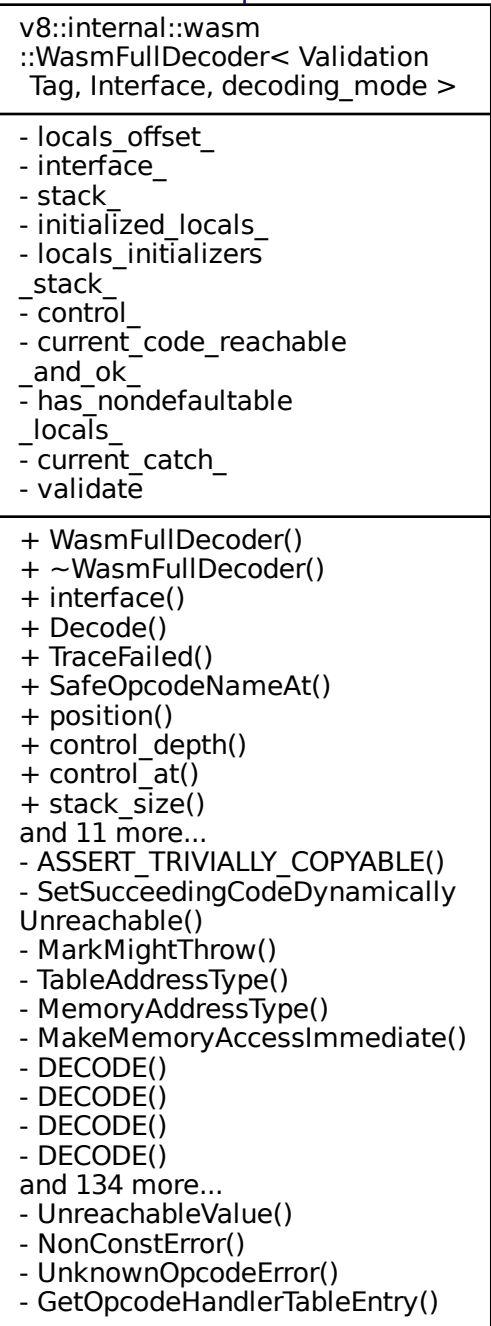 v8::internal::wasm
::WasmFullDecoder< Validation
Tag, Interface, decoding_mode >
- locals_offset_
- interface_
- stack_
- initialized_locals_
- locals_initializers
_stack_
- control_
- current_code_reachable
_and_ok_
- has_nondefaultable
_locals_
- current_catch_
- validate
+ WasmFullDecoder()
+ ~WasmFullDecoder()
+ interface()
+ Decode()
+ TraceFailed()
+ SafeOpcodeNameAt()
+ position()
+ control_depth()
+ control_at()
+ stack_size()
and 11 more...
- ASSERT_TRIVIALLY_COPYABLE()
- SetSucceedingCodeDynamically
Unreachable()
- MarkMightThrow()
- TableAddressType()
- MemoryAddressType()
- MakeMemoryAccessImmediate()
- DECODE()
- DECODE()
- DECODE()
- DECODE()
and 134 more...
- UnreachableValue()
- NonConstError()
- UnknownOpcodeError()
- GetOpcodeHandlerTableEntry()